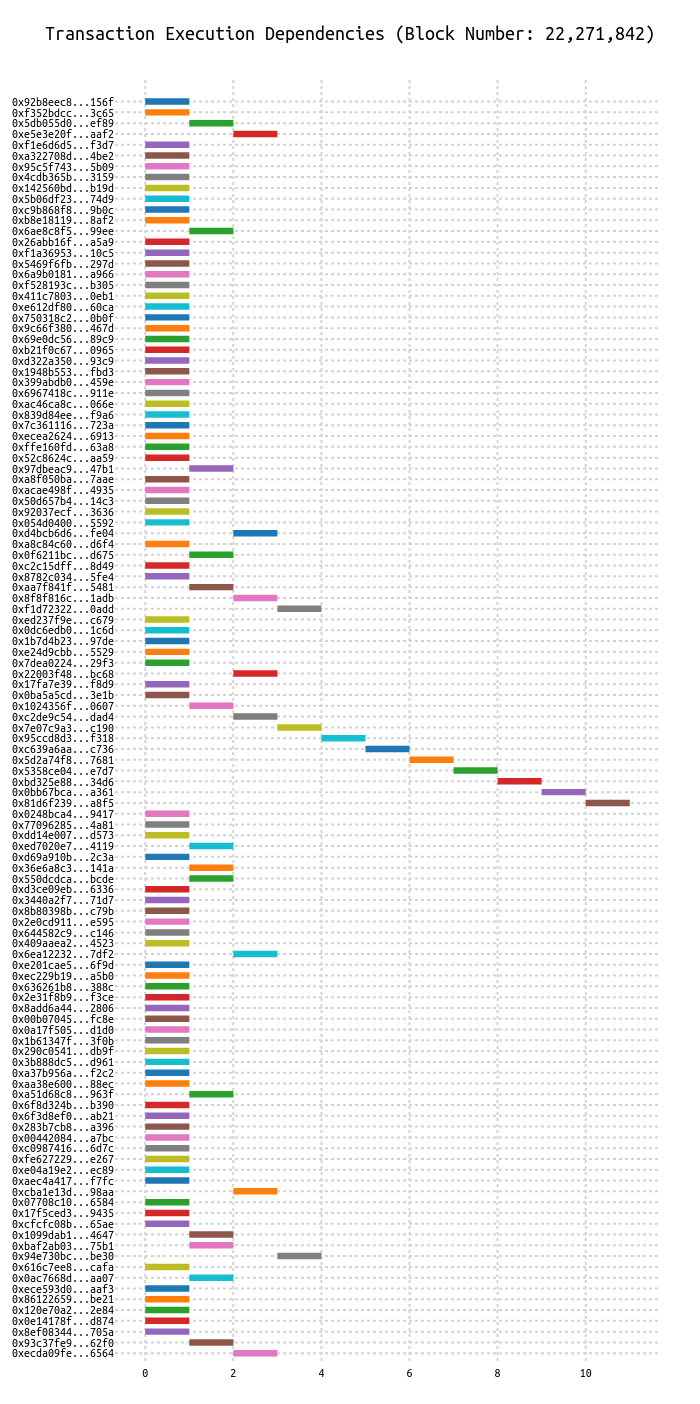 Transaction Execution Dependencies (Block Number: 22,271,842)
0x92b8eec8...156f
0xf352bdcc...3c65
0x5db055d0...ef89
0xe5e3e20f...aaf2
0xf1e6d6d5...f3d7
0xa322708d...4be2
0x95c5f743...5b09
0x4cdb365b...3159
0x142560bd...b19d
0x5b06df23...74d9
0xc9b868f8...9b0c
0xb8e18119...8af2
0x6ae8c8f5...99ee
0x26abb16f...a5a9
0xf1a36953...10c5
0x5469f6fb...297d
0x6a9b0181...a966
0xf528193c...b305
0x411c7803...0eb1
0xe612df80...60ca
0x750318c2...0b0f
0x9c66f380...467d
0x69e0dc56...89c9
0xb21f0c67...0965
0xd322a350...93c9
0x1948b553...fbd3
0x399abdb0...459e
0x6967418c...911e
0xac46ca8c...066e
0x839d84ee...f9a6
0x7c361116...723a
0xecea2624...6913
0xffe160fd...63a8
0x52c8624c...aa59
0x97dbeac9...47b1
0xa8f050ba...7aae
0xacae498f...4935
0x50d657b4...14c3
0x92037ecf...3636
0x054d0400...5592
0xd4bcb6d6...fe04
0xa8c84c60...d6f4
0x0f6211bc...d675
0xc2c15dff...8d49
0x8782c034...5fe4
0xaa7f841f...5481
0x8f8f816c...1adb
0xf1d72322...0add
0xed237f9e...c679
0x0dc6edb0...1c6d
0x1b7d4b23...97de
0xe24d9cbb...5529
0x7dea0224...29f3
0x22003f48...bc68
0x17fa7e39...f8d9
0x0ba5a5cd...3e1b
0x1024356f...0607
0xc2de9c54...dad4
0x7e07c9a3...c190
0x95ccd8d3...f318
0xc639a6aa...c736
0x5d2a74f8...7681
0x5358ce04...e7d7
0xbd325e88...34d6
0x0bb67bca...a361
0x81d6f239...a8f5
0x0248bca4...9417
0x77096285...4a81
0xdd14e007...d573
0xed7020e7...4119
0xd69a910b...2c3a
0x36e6a8c3...141a
0x550dcdca...bcde
0xd3ce09eb...6336
0x3440a2f7...71d7
0x8b80398b...c79b
0x2e0cd911...e595
0x644582c9...c146
0x409aaea2...4523
0x6ea12232...7df2
0xe201cae5...6f9d
0xec229b19...a5b0
0x636261b8...388c
0x2e31f8b9...f3ce
0x8add6a44...2806
0x00b07045...fc8e
0x0a17f505...d1d0
0x1b61347f...3f0b
0x290c0541...db9f
0x3b888dc5...d961
0xa37b956a...f2c2
0xaa38e600...88ec
0xa51d68c8...963f
0x6f8d324b...b390
0x6f3d8ef0...ab21
0x283b7cb8...a396
0x00442084...a7bc
0xc0987416...6d7c
0xfe627229...e267
0xe04a19e2...ec89
0xaec4a417...f7fc
0xcba1e13d...98aa
0x07708c10...6584
0x17f5ced3...9435
0xcfcfc08b...65ae
0x1099dab1...4647
0xbaf2ab03...75b1
0x94e730bc...be30
0x616c7ee8...cafa
0x0ac7668d...aa07
0xece593d0...aaf3
0x86122659...be21
0x120e70a2...2e84
0x0e14178f...d874
0x8ef08344...705a
0x93c37fe9...62f0
0xecda09fe...6564
0 2 4 6 8 10